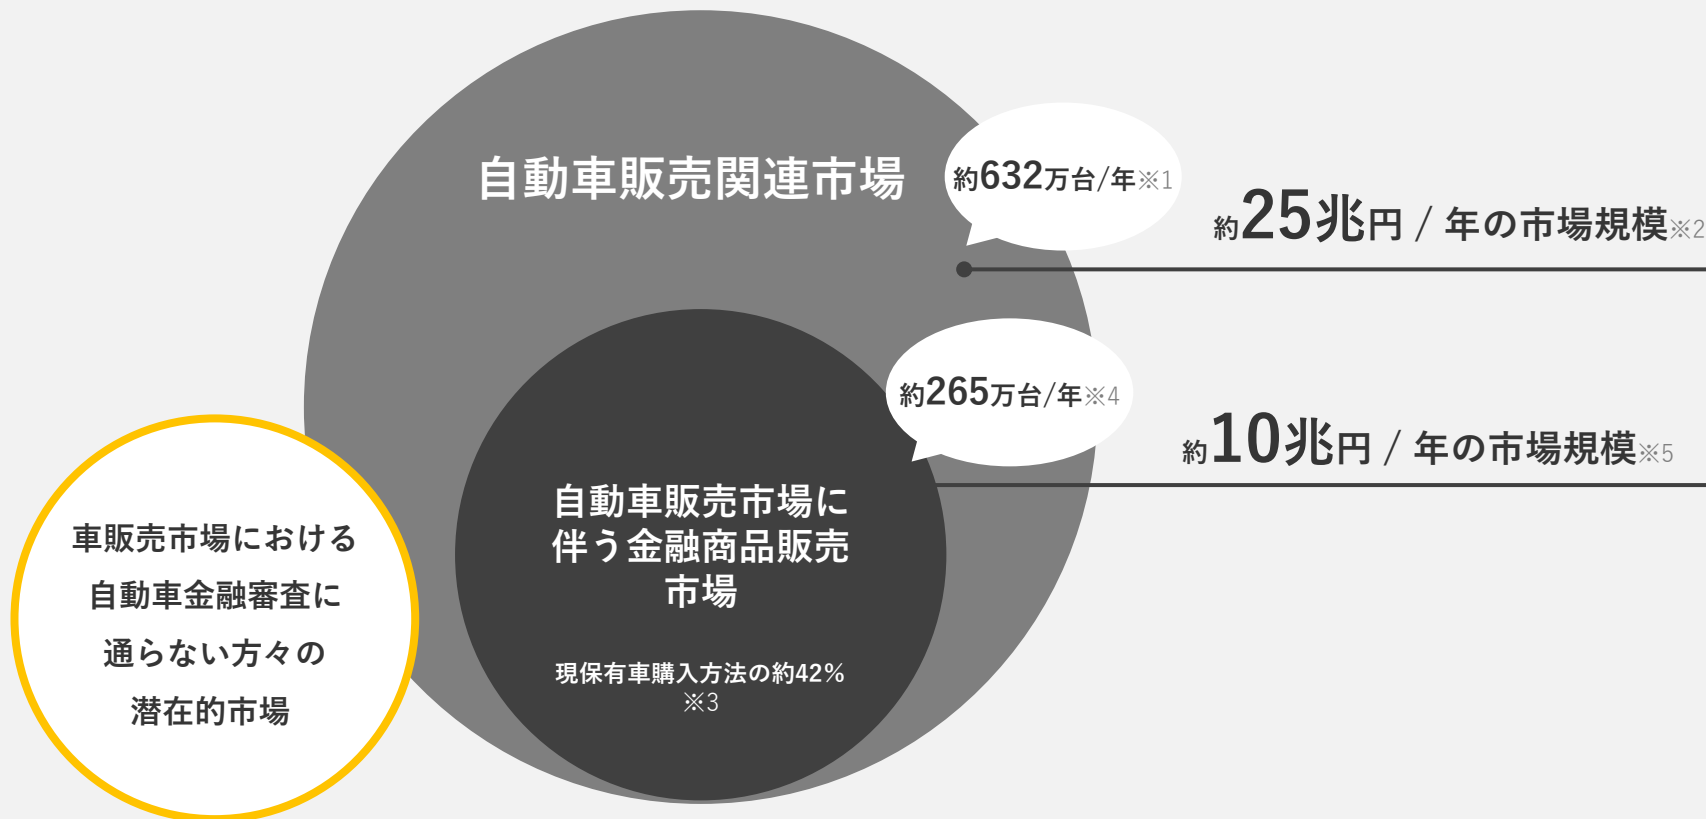 自動車販売関連市場
約632万台/年※1
約25兆円 / 年の市場規模※2
約265万台/年※4
約10兆円 / 年の市場規模※5
自動車販売市場に
伴う金融商品販売
市場
現保有車購入方法の約42%
※3
車販売市場における
自動車金融審査に
通らない方々の
潜在的市場